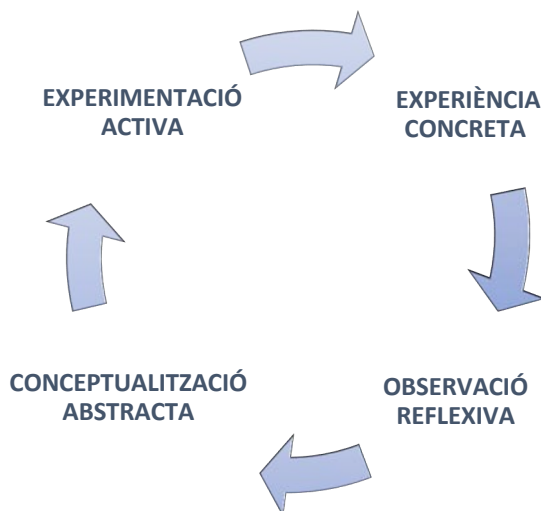 EXPERIMENTACIÓ
ACTIVA
EXPERIÈNCIA
CONCRETA
CONCEPTUALITZACIÓ
ABSTRACTA
OBSERVACIÓ
REFLEXIVA